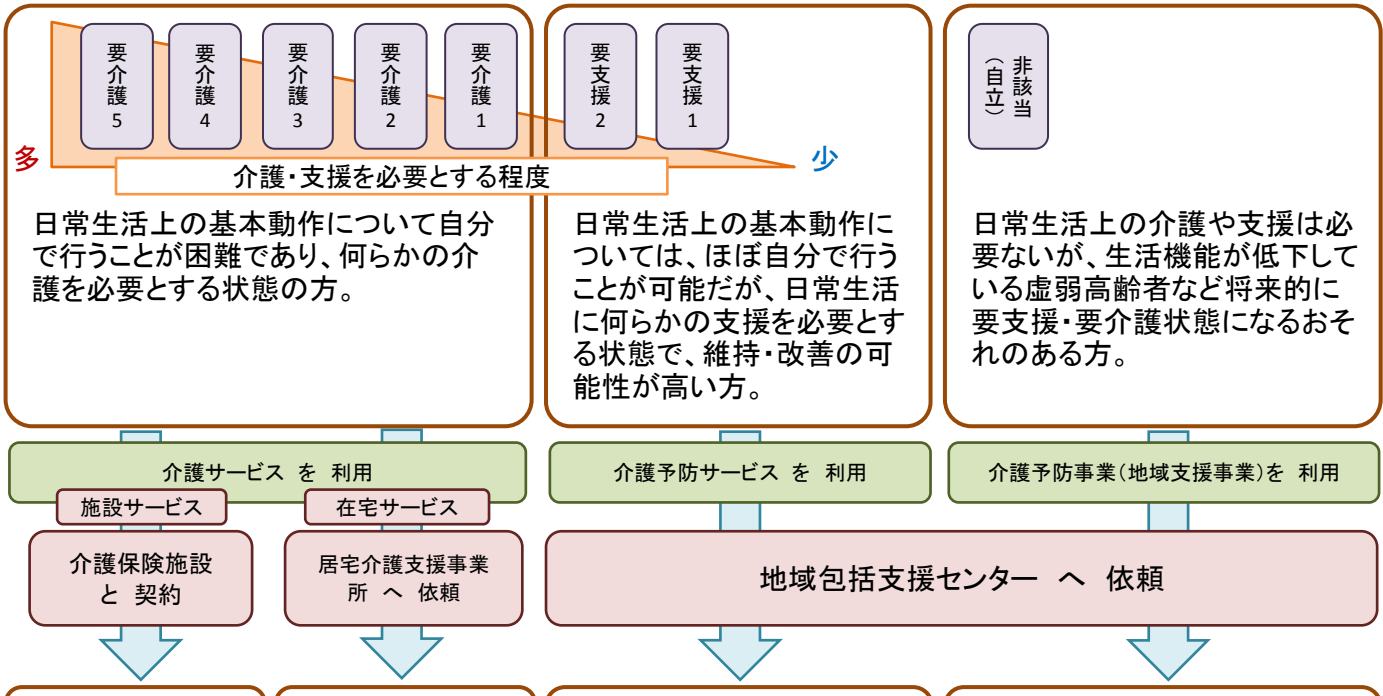 要介護5
要介護4
要介護3
要介護2
要介護1
要支援2
要支援1
非該当
（自立）
多
少
介護・支援を必要とする程度
日常生活上の基本動作について自分
で行うことが困難であり、何らかの介
護を必要とする状態の方。
日常生活上の基本動作に
ついては、ほぼ自分で行う
ことが可能だが、日常生活
に何らかの支援を必要とす
る状態で、維持・改善の可
能性が高い方。
日常生活上の介護や支援は必
要ないが、生活機能が低下して
いる虚弱高齢者など将来的に
要支援・要介護状態になるおそ
れのある方。
介護サービス を 利用
介護予防サービス を 利用
介護予防事業（地域支援事業）を 利用
施設サービス
在宅サービス
介護保険施設
と 契約
居宅介護支援事業
所 へ 依頼
地域包括支援センター へ 依頼